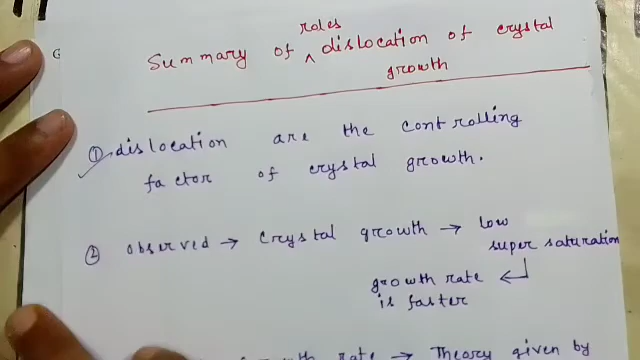 G
Summary of ^ roles dislocation of crystal
growth
① dislocation are the controlling
factor of crystal growth.
② observed → crystal growth → low
super saturation
growth rate
is faster
growth rate → Theory given by